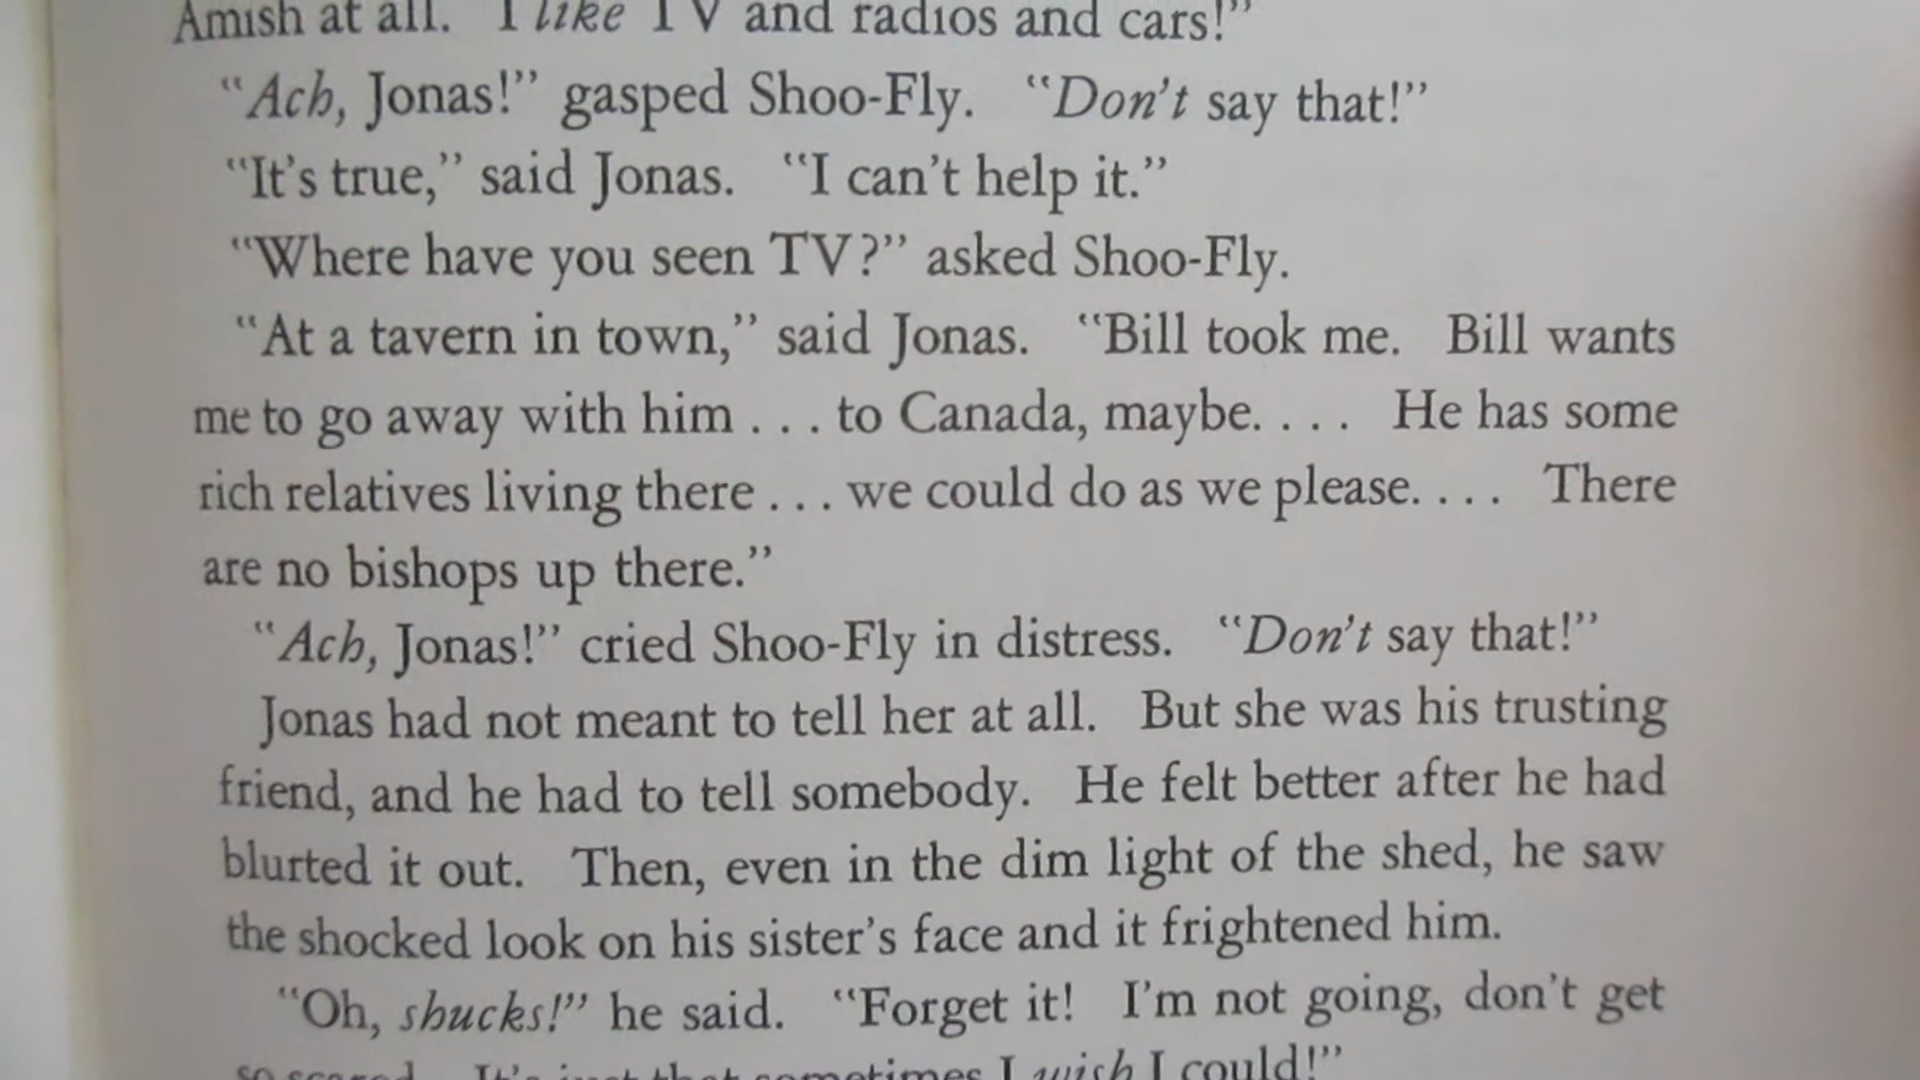 Amish at all. I like TV and radios and cars!”
“Ach, Jonas!” gasped Shoo-Fly. “Don’t say that!”
“It’s true,” said Jonas. “I can’t help it.”
“Where have you seen TV?” asked Shoo-Fly.
“At a tavern in town,” said Jonas. “Bill took me. Bill wants
me to go away with him . . . to Canada, maybe. . . . He has some
rich relatives living there . . . we could do as we please. . . . There
are no bishops up there.”
“Ach, Jonas!” cried Shoo-Fly in distress. “Don’t say that!”
Jonas had not meant to tell her at all. But she was his trusting
friend, and he had to tell somebody. He felt better after he had
blurted it out. Then, even in the dim light of the shed, he saw
the shocked look on his sister’s face and it frightened him.
“Oh, shucks!” he said. “Forget it! I’m not going, don’t get
so scared. It’s just that sometimes I wish I could!”